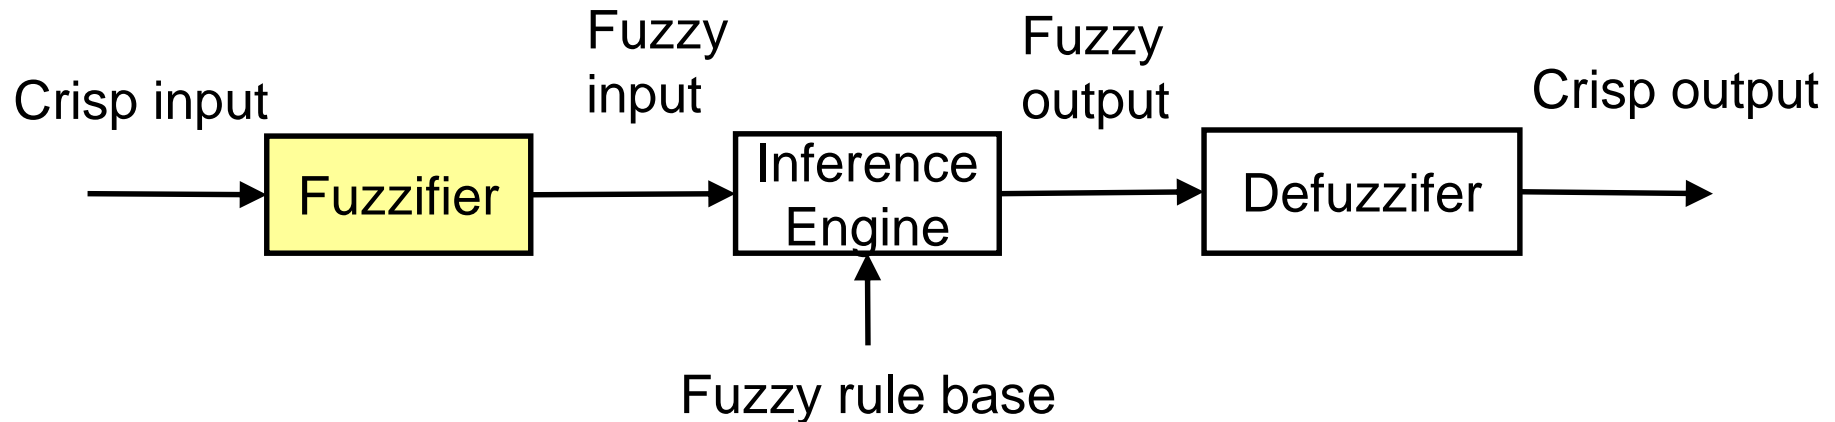 Crisp input
Fuzzifier
Fuzzy
input
Inference
Engine
Fuzzy rule base
Fuzzy
output
Defuzzifer
Crisp output